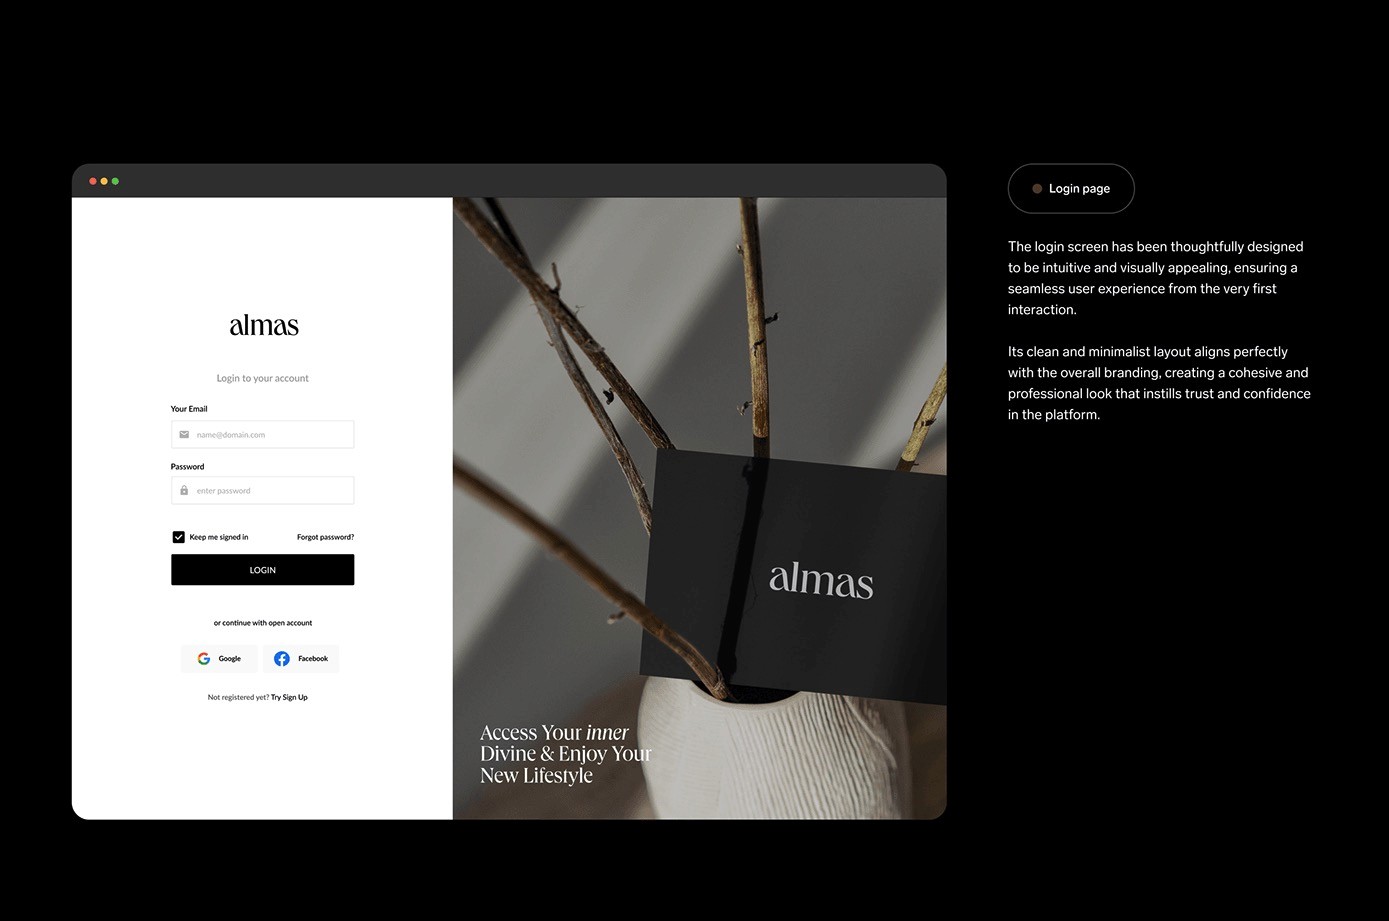 almas
Login to your account
Your Email
name@domain.com
Password
enter password
Keep me signed in
Forgot password?
LOGIN
or continue with open account
Google
Facebook
Not registered yet? Try Sign Up
almas
Access Your inner
Divine & Enjoy Your
New Lifestyle
Login page
The login screen has been thoughtfully designed
to be intuitive and visually appealing, ensuring a
seamless user experience from the very first
interaction.
Its clean and minimalist layout aligns perfectly
with the overall branding, creating a cohesive and
professional look that instills trust and confidence
in the platform.